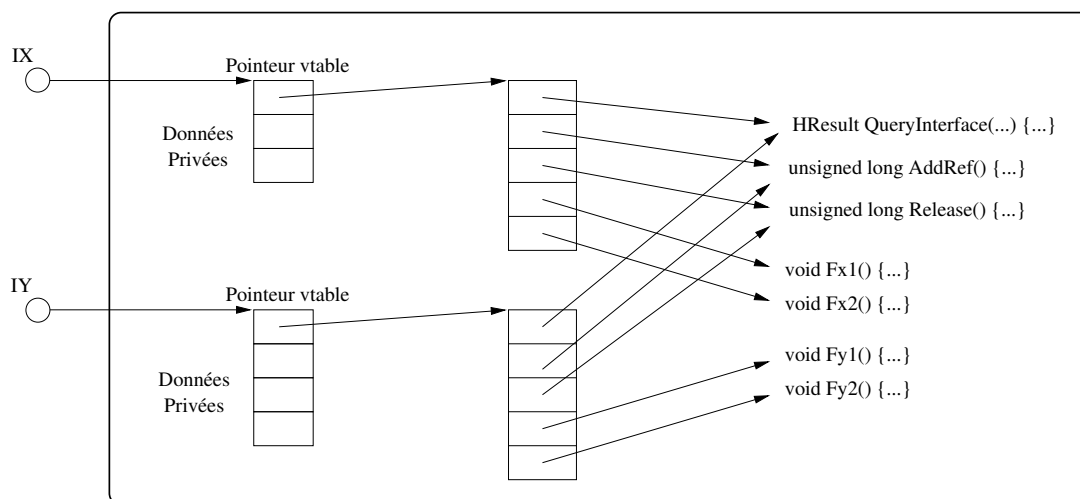 IX
Pointeur vtable
Données
Privées
HResult QueryInterface(...) {...}
unsigned long AddRef() {...}
unsigned long Release() {...}
void Fx1() {...}
void Fx2() {...}
IY
Pointeur vtable
Données
Privées
void Fy1() {...}
void Fy2() {...}